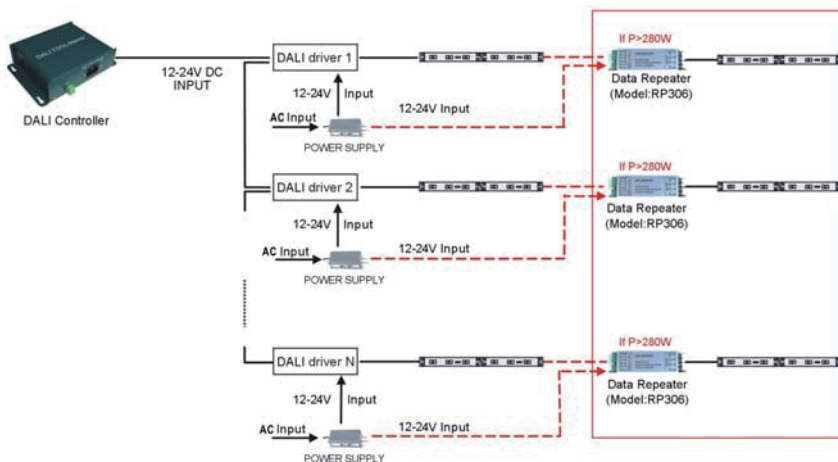 If P>280W
DALI driver 1
12-24V DC
INPUT
Data Repeater
(Model:RP306)
DALI Controller
12-24V Input
12-24V Input
AC Input
POWER SUPPLY
If P>280W
DALI driver 2
Data Repeater
(Model:RP306)
12-24V Input
12-24V Input
AC Input
POWER SUPPLY
If P>280W
DALI driver N
Data Repeater
(Model:RP306)
12-24V Input
12-24V Input
AC Input
POWER SUPPLY